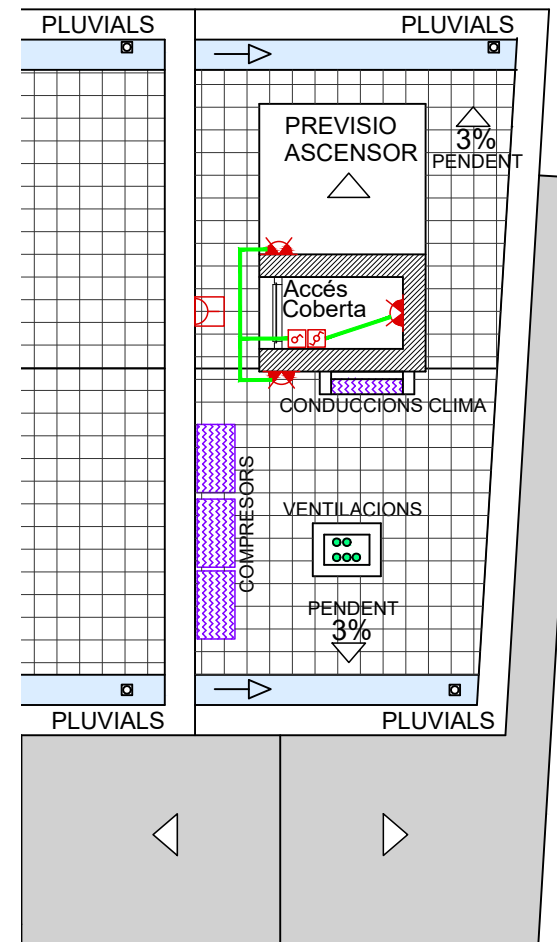 PLUVIALS
PLUVIALS
PREVISIO
ASCENSOR
3%
PENDENT
Accés
Coberta
CONDUCCIONS CLIMA
COMPRESORS
VENTILACIONS
PENDENT
3%
PLUVIALS
PLUVIALS